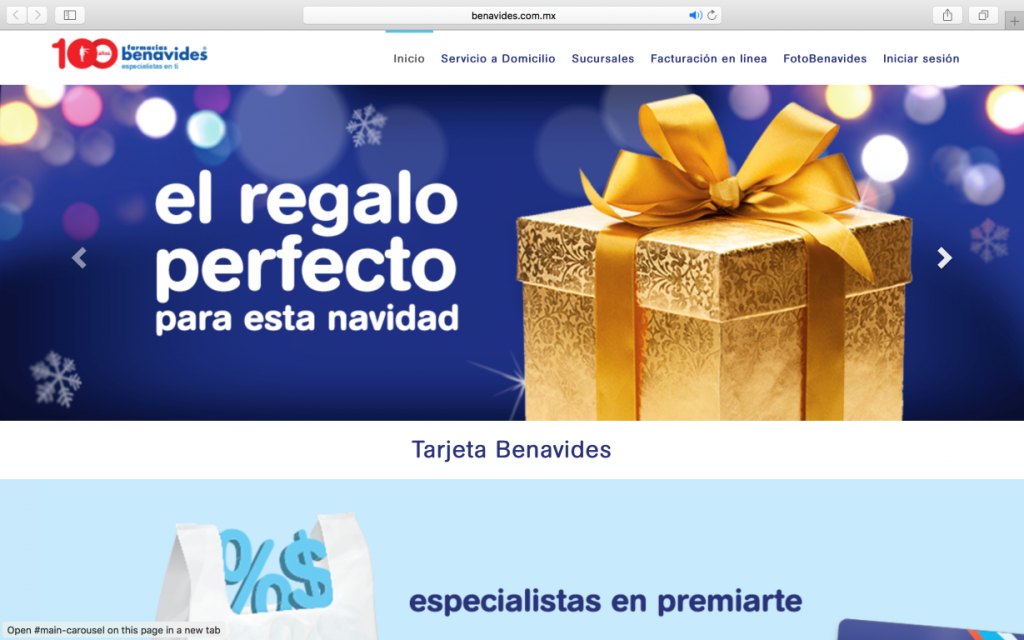 benavides.com.mx
100 años
farmacias
benavides
especialistas en ti
Inicio Servicio a Domicilio Sucursales Facturación en línea FotoBenavides Iniciar sesión
el regalo
perfecto
para esta navidad
Tarjeta Benavides
%$
especialistas en premiarte
Open #main-carousel on this page in a new tab